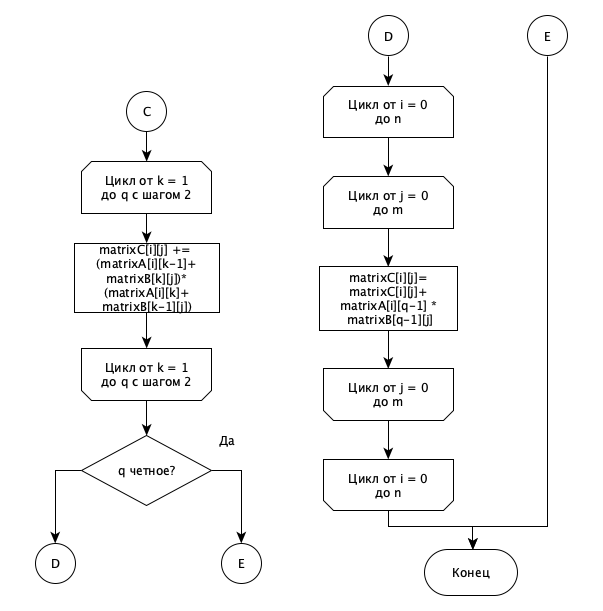 C
Цикл от k = 1
до q с шагом 2
matrixC[i][j] +=
(matrixA[i][k-1]+
matrixB[k][j])*
(matrixA[i][k]+
matrixB[k-1][j])
Цикл от k = 1
до q с шагом 2
Да
q четное?
D
E
D
E
Цикл от i = 0
до n
Цикл от j = 0
до m
matrixC[i][j]=
matrixC[i][j]+
matrixA[i][q-1] *
matrixB[q-1][j]
Цикл от j = 0
до m
Цикл от i = 0
до n
Конец